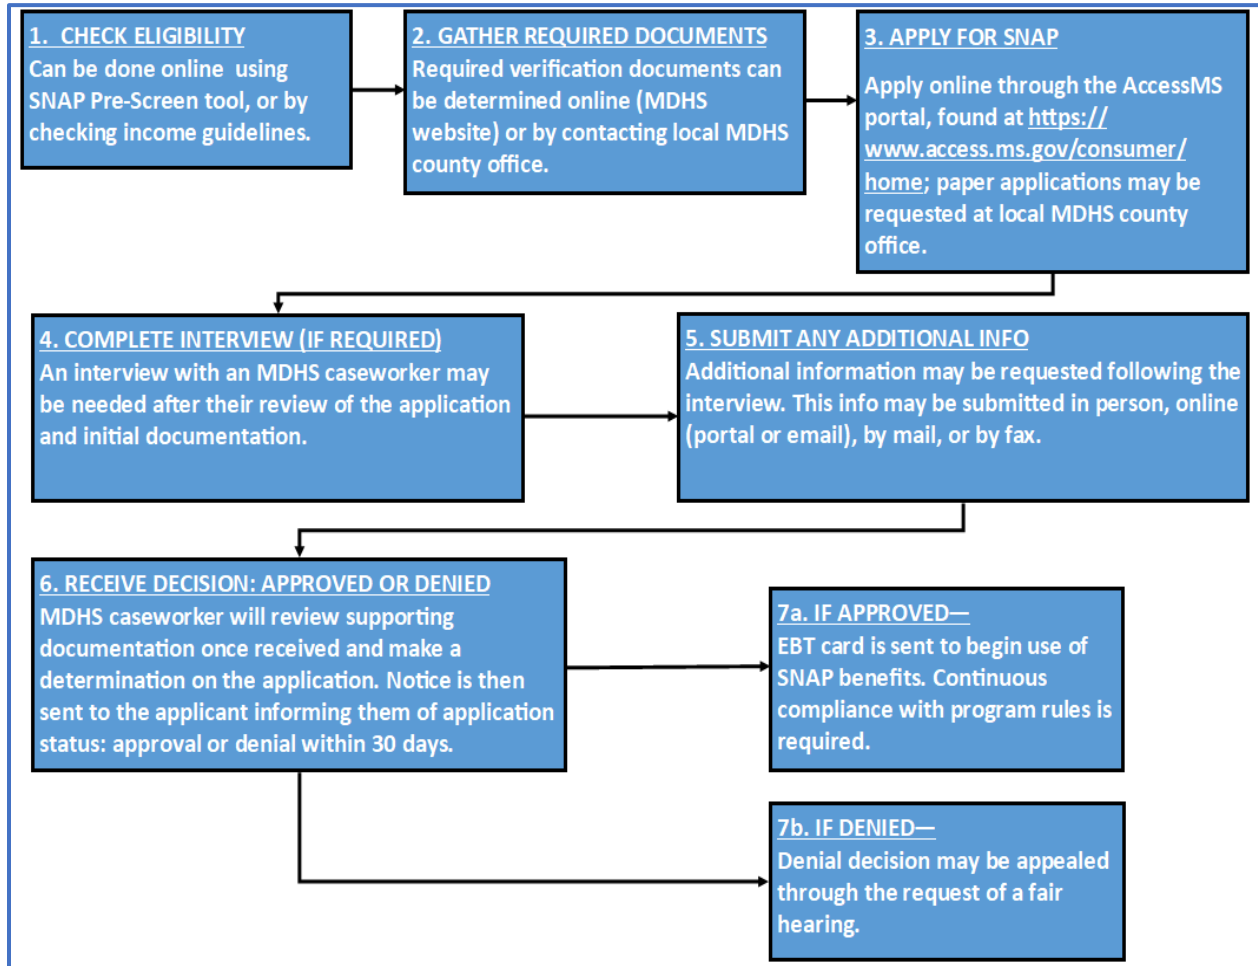 1. CHECK ELIGIBILITY
Can be done online using
SNAP Pre-Screen tool, or by
checking income guidelines.
2. GATHER REQUIRED DOCUMENTS
Required verification documents can
be determined online (MDHS
website) or by contacting local MDHS
county office.
3. APPLY FOR SNAP
Apply online through the AccessMS
portal, found at https://
www.access.ms.gov/consumer/
home; paper applications may be
requested at local MDHS county
office.
4. COMPLETE INTERVIEW (IF REQUIRED)
An interview with an MDHS caseworker may
be needed after their review of the application
and initial documentation.
5. SUBMIT ANY ADDITIONAL INFO
Additional information may be requested following the
interview. This info may be submitted in person, online
(portal or email), by mail, or by fax.
6. RECEIVE DECISION: APPROVED OR DENIED
MDHS caseworker will review supporting
documentation once received and make a
determination on the application. Notice is then
sent to the applicant informing them of application
status: approval or denial within 30 days.
7a. IF APPROVED—
EBT card is sent to begin use of
SNAP benefits. Continuous
compliance with program rules is
required.
7b. IF DENIED—
Denial decision may be appealed
through the request of a fair
hearing.